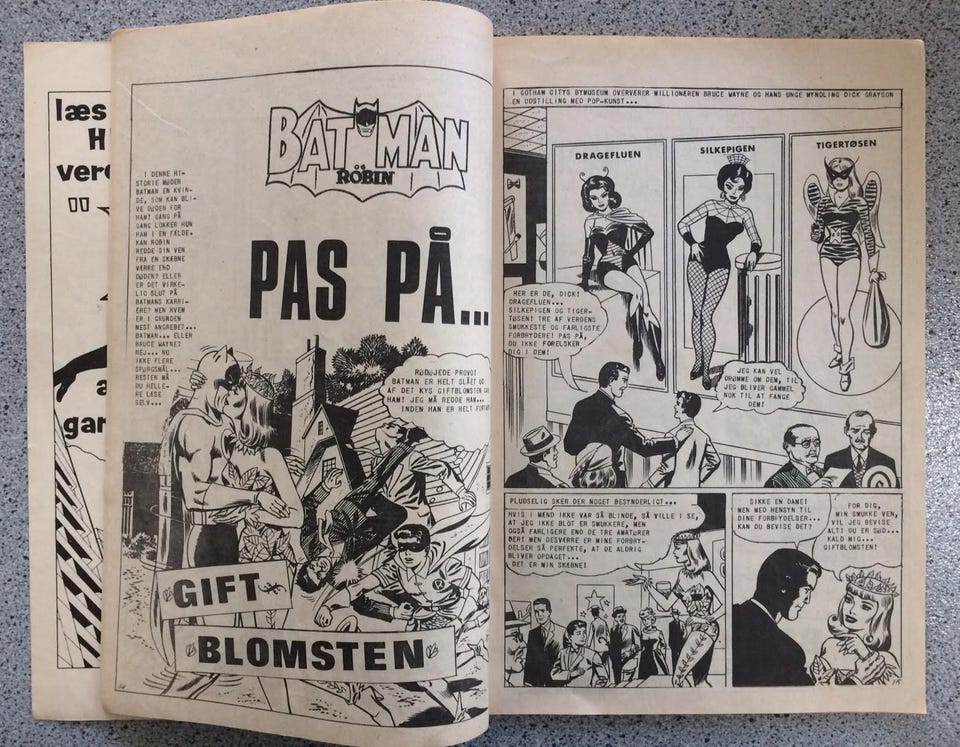 læs
H
verd
BATMAN
OG
RÖBIN
I DENNE HI-
STORIE MØDER
BATMAN EN KVIN-
DE, SOM KAN BLI-
VE DØDEN FOR
HAM! GANG PÅ
GANG LOKKER HUN
HAM I EN FÆLDE.
KAN ROBIN
REDDE SIN VEN
FRA EN SKÆBNE
VÆRRE END
DØDEN? ELLER
ER DET VIRKE-
LIG SLUT PÅ
BATMANS KARRI-
ERE? MEN HVEM
ER I GRUNDEN
MEST ANGREBET...
BATMAN... ELLER
BRUCE WAYNE?
NEJ... NU
IKKE FLERE
SPØRGSMÅL...
RESTEN MÅ
DU HELLE-
RE LÆSE
SELV...
PAS PÅ...
RØDØJEDE PROVO!
BATMAN ER HELT SLÅET UD
AF DET KYS GIFTBLOMSTEN GAV
HAM! JEG MÅ REDDE HAM...
INDEN HAN ER HELT
GIFT
BLOMSTEN
I GOTHAM CITYS BYMUSEUM OVERVÆRER MILLIONÆREN BRUCE WAYNE OG HANS UNGE MYNDLING DICK GRAYSON
EN UDSTILLING MED POP-KUNST...
DRAGEFLUEN
SILKEPIGEN
TIGERTØSEN
HER ER DE, DICK!
DRAGEFLUEN...
SILKEPIGEN OG TIGER-
TØSEN! TRE AF VERDENS
SMUKKESTE OG FARLIGSTE
FORBRYDERE! PAS PÅ,
DU IKKE FORELSKER
DIG I DEM!
JEG KAN VEL
DRØMME OM DEM, TIL
JEG BLIVER GAMMEL
NOK TIL AT FANGE
DEM!
PLUDSELIG SKER DER NOGET BESYNDERLIGT...
HVIS I MÆND IKKE VAR SÅ BLINDE, SÅ VILLE I SE,
AT JEG IKKE BLOT ER SMUKKERE, MEN
OGSÅ FARLIGERE END DE TRE AMATØRER
DÉR! MEN DESVÆRRE ER MINE FORBRY-
DELSER SÅ PERFEKTE, AT DE ALDRIG
BLIVER OPDAGET...
DET ER MIN SKÆBNE!
SIKKE EN DAME!
MEN MED HENSYN TIL
DINE FORBRYDELSER...
KAN DU BEVISE DET?
FOR DIG,
MIN SMUKKE VEN,
VIL JEG BEVISE
ALT! DU ER SØD...
KALD MIG...
GIFTBLOMSTEN!